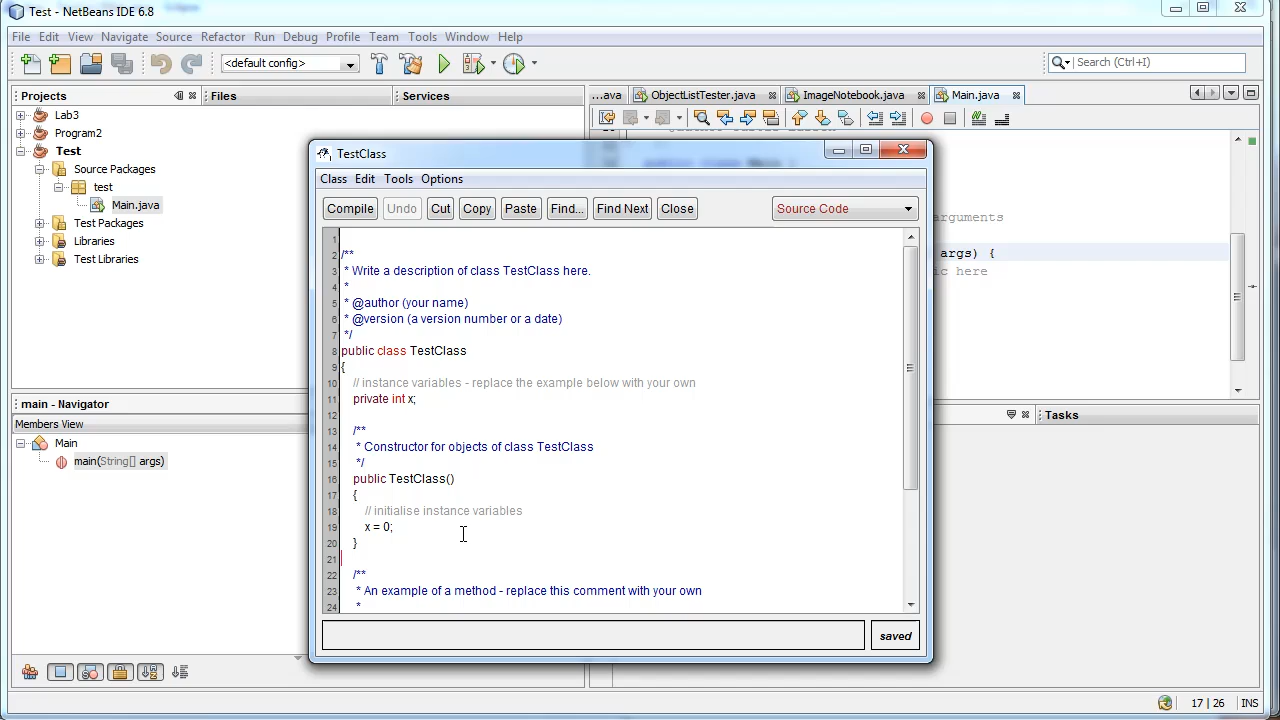 Test - NetBeans IDE 6.8
File Edit View Navigate Source Refactor Run Debug Profile Team Tools Window Help
<default config>
Search (Ctrl+I)
Projects
Files
Services
...ava
ObjectListTester.java
ImageNotebook.java
Main.java
Lab3
Program2
Test
Source Packages
test
Main.java
Test Packages
Libraries
Test Libraries
main - Navigator
Members View
Main
main(String[] args)
TestClass
Class Edit Tools Options
Compile Undo Cut Copy Paste Find... Find Next Close
Source Code
1
2 /**
3 * Write a description of class TestClass here.
4 *
5 * @author (your name)
6 * @version (a version number or a date)
7 */
8 public class TestClass
9 {
10 // instance variables - replace the example below with your own
11 private int x;
12
13 /**
14 * Constructor for objects of class TestClass
15 */
16 public TestClass()
17 {
18 // initialise instance variables
19 x = 0;
20 }
21
22 /**
23 * An example of a method - replace this comment with your own
24 *
saved
arguments
args) {
ic here
Tasks
17 | 26 INS